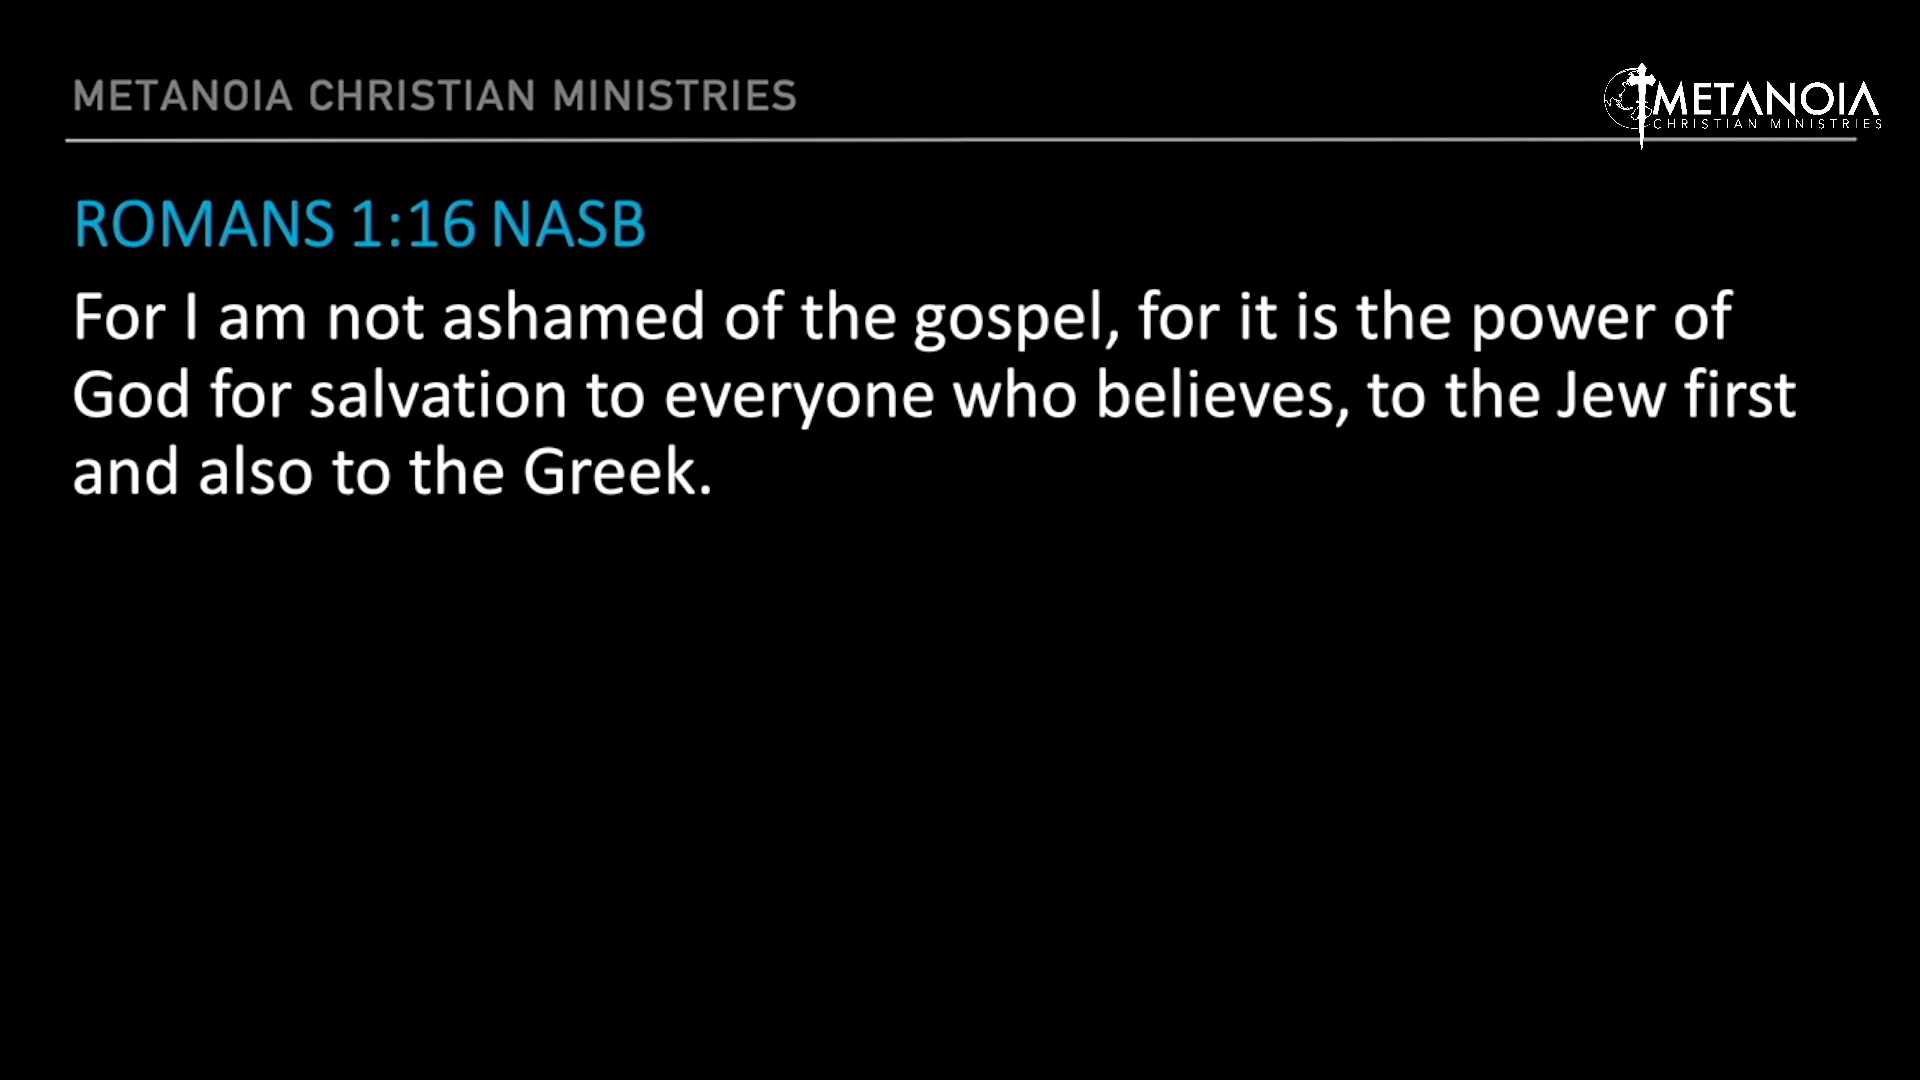 METANOIA CHRISTIAN MINISTRIES
METANOIA
CHRISTIAN MINISTRIES
ROMANS 1:16 NASB
For I am not ashamed of the gospel, for it is the power of
God for salvation to everyone who believes, to the Jew first
and also to the Greek.